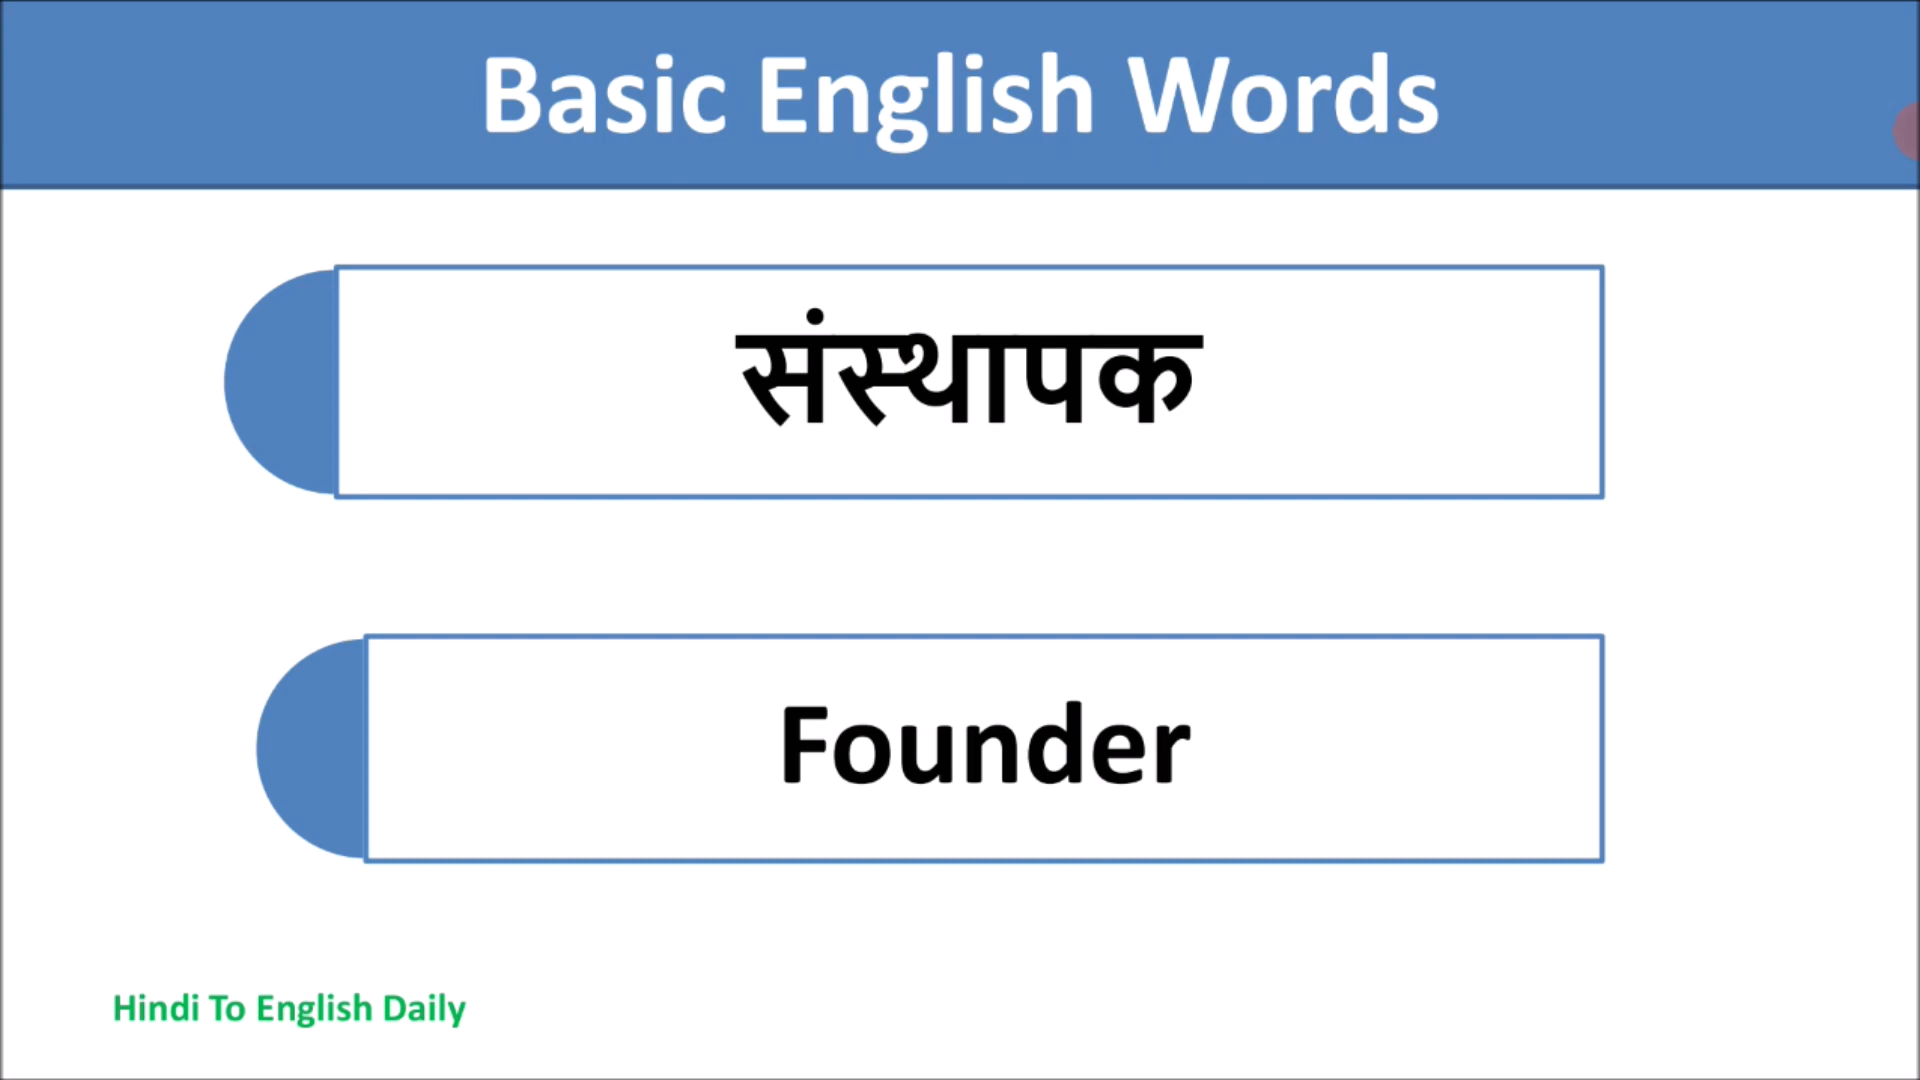 Basic English Words
संस्थापक
Founder
Hindi To English Daily